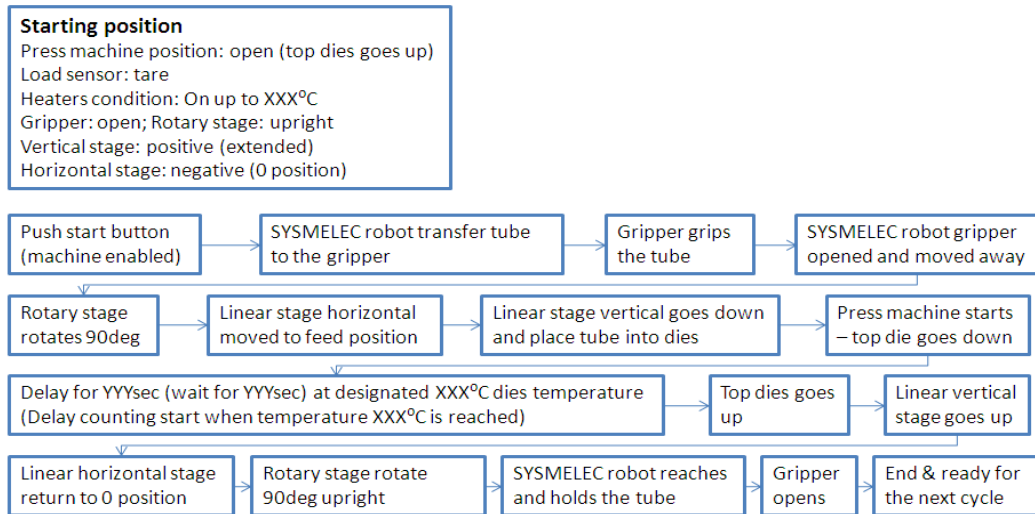 Starting position
Press machine position: open (top dies goes up)
Load sensor: tare
Heaters condition: On up to XXX⁰C
Gripper: open; Rotary stage: upright
Vertical stage: positive (extended)
Horizontal stage: negative (0 position)
Push start button
(machine enabled)
SYSMELEC robot transfer tube
to the gripper
Gripper grips
the tube
SYSMELEC robot gripper
opened and moved away
Rotary stage
rotates 90deg
Linear stage horizontal
moved to feed position
Linear stage vertical goes down
and place tube into dies
Press machine starts
– top die goes down
Delay for YYYsec (wait for YYYsec) at designated XXX⁰C dies temperature
(Delay counting start when temperature XXX⁰C is reached)
Top dies goes
up
Linear vertical
stage goes up
Linear horizontal stage
return to 0 position
Rotary stage rotate
90deg upright
SYSMELEC robot reaches
and holds the tube
Gripper
opens
End & ready for
the next cycle